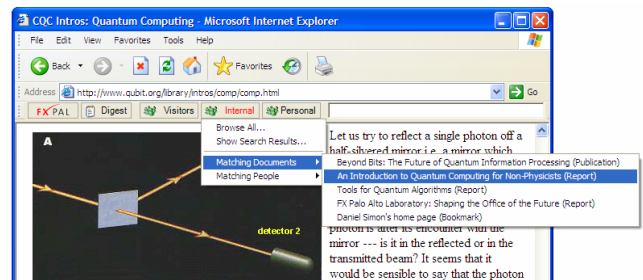 CQC Intros: Quantum Computing - Microsoft Internet Explorer
File Edit View Favorites Tools Help
Back Favorites
Address http://www.qubit.org/library/intros/comp/comp.html Go
FXPAL Digest Visitors Internal Personal
Browse All...
Show Search Results...
Matching Documents
Matching People
Beyond Bits: The Future of Quantum Information Processing (Publication)
An Introduction to Quantum Computing for Non-Physicists (Report)
Tools for Quantum Algorithms (Report)
FX Palo Alto Laboratory: Shaping the Office of the Future (Report)
Daniel Simon's home page (Bookmark)
A
detector 2
Let us try to reflect a single photon off a
half-silvered mirror i.e. a mirror which
photon is after its encounter with the
mirror --- is it in the reflected or in the
transmitted beam? It seems that it
would be sensible to say that the photon